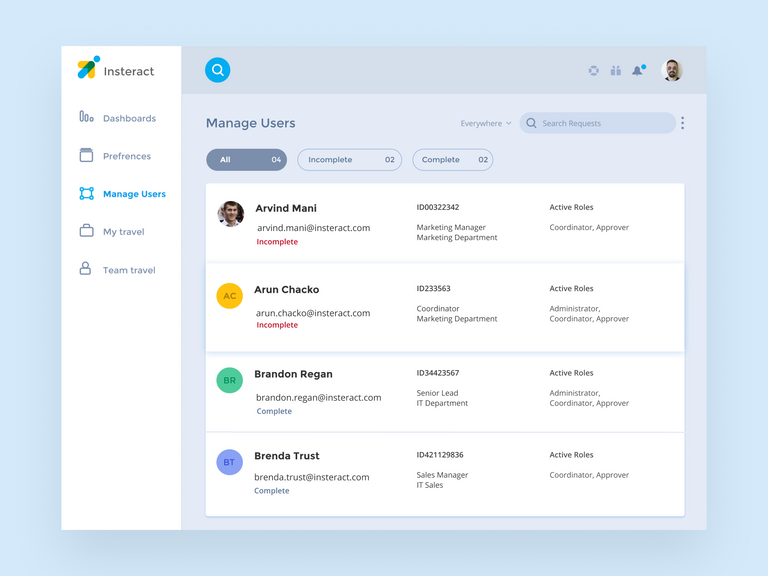 Insteract
Dashboards
Prefrences
Manage Users
My travel
Team travel
Manage Users
Everywhere
Search Requests
All 04
Incomplete 02
Complete 02
Arvind Mani
arvind.mani@insteract.com
Incomplete
ID00322342
Marketing Manager
Marketing Department
Active Roles
Coordinator, Approver
AC
Arun Chacko
arun.chacko@insteract.com
Incomplete
ID233563
Coordinator
Marketing Department
Active Roles
Administrator,
Coordinator, Approver
BR
Brandon Regan
brandon.regan@insteract.com
Complete
ID34423567
Senior Lead
IT Department
Active Roles
Administrator,
Coordinator, Approver
BT
Brenda Trust
brenda.trust@insteract.com
Complete
ID421129836
Sales Manager
IT Sales
Active Roles
Coordinator, Approver